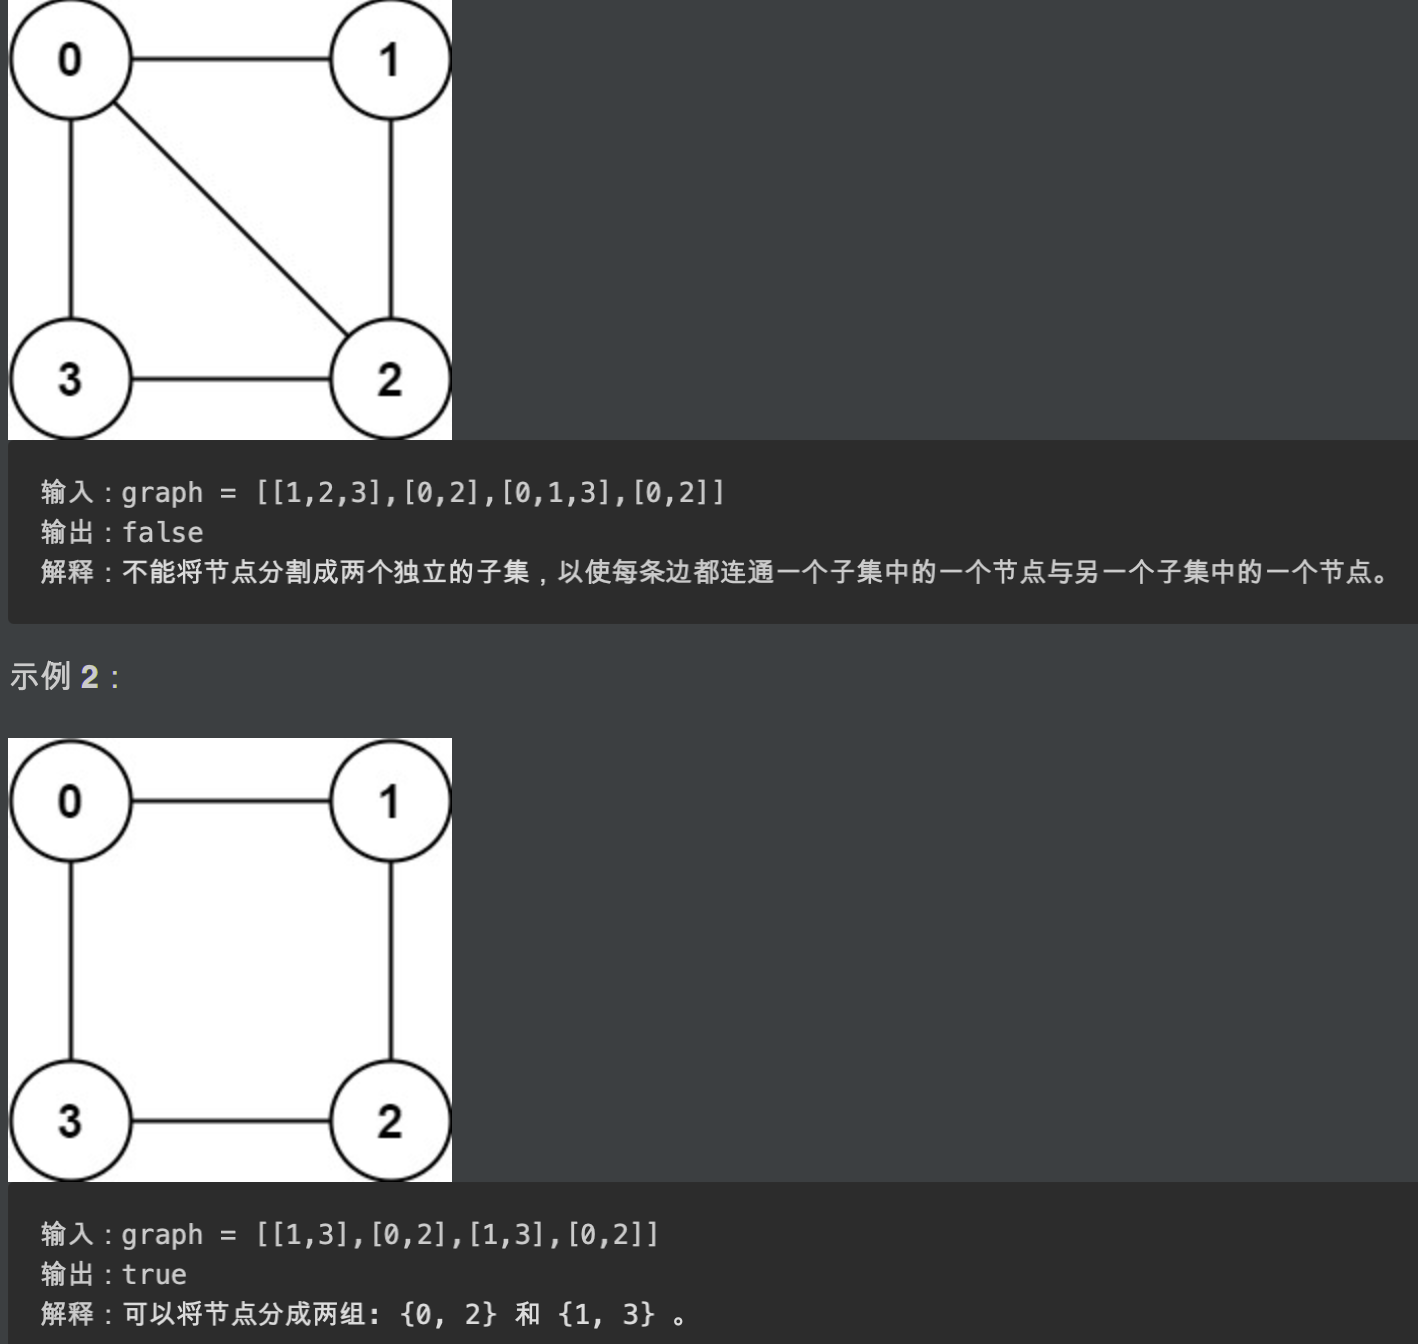 0 1
3 2
输入：graph = [[1,2,3],[0,2],[0,1,3],[0,2]]
输出：false
解释：不能将节点分割成两个独立的子集，以使每条边都连通一个子集中的一个节点与另一个子集中的一个节点。
示例 2：
0 1
3 2
输入：graph = [[1,3],[0,2],[1,3],[0,2]]
输出：true
解释：可以将节点分成两组: {0, 2} 和 {1, 3} 。